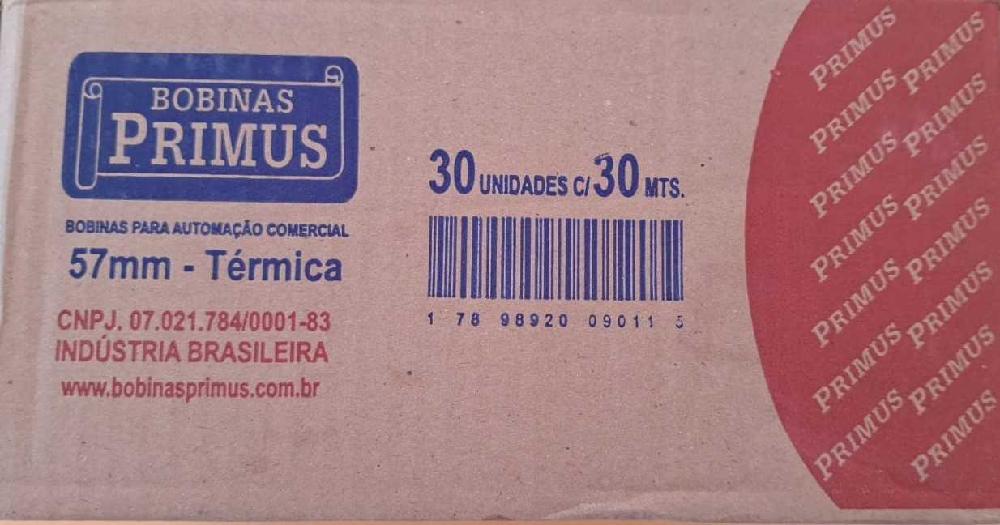 BOBINAS
PRIMUS
BOBINAS PARA AUTOMAÇÃO COMERCIAL
57mm - Térmica
CNPJ. 07.021.784/0001-83
INDÚSTRIA BRASILEIRA
www.bobinasprimus.com.br
30 UNIDADES C/ 30 MTS.
1 78 98920 09011 5
PRIMUS
PRIMUS
PRIMUS
PRIMUS
PRIMUS
PRIMUS
PRIMUS
PRIMUS
PRIMUS
PRIMUS
PRIMUS
PRIMUS
PRIMUS
PRIMUS